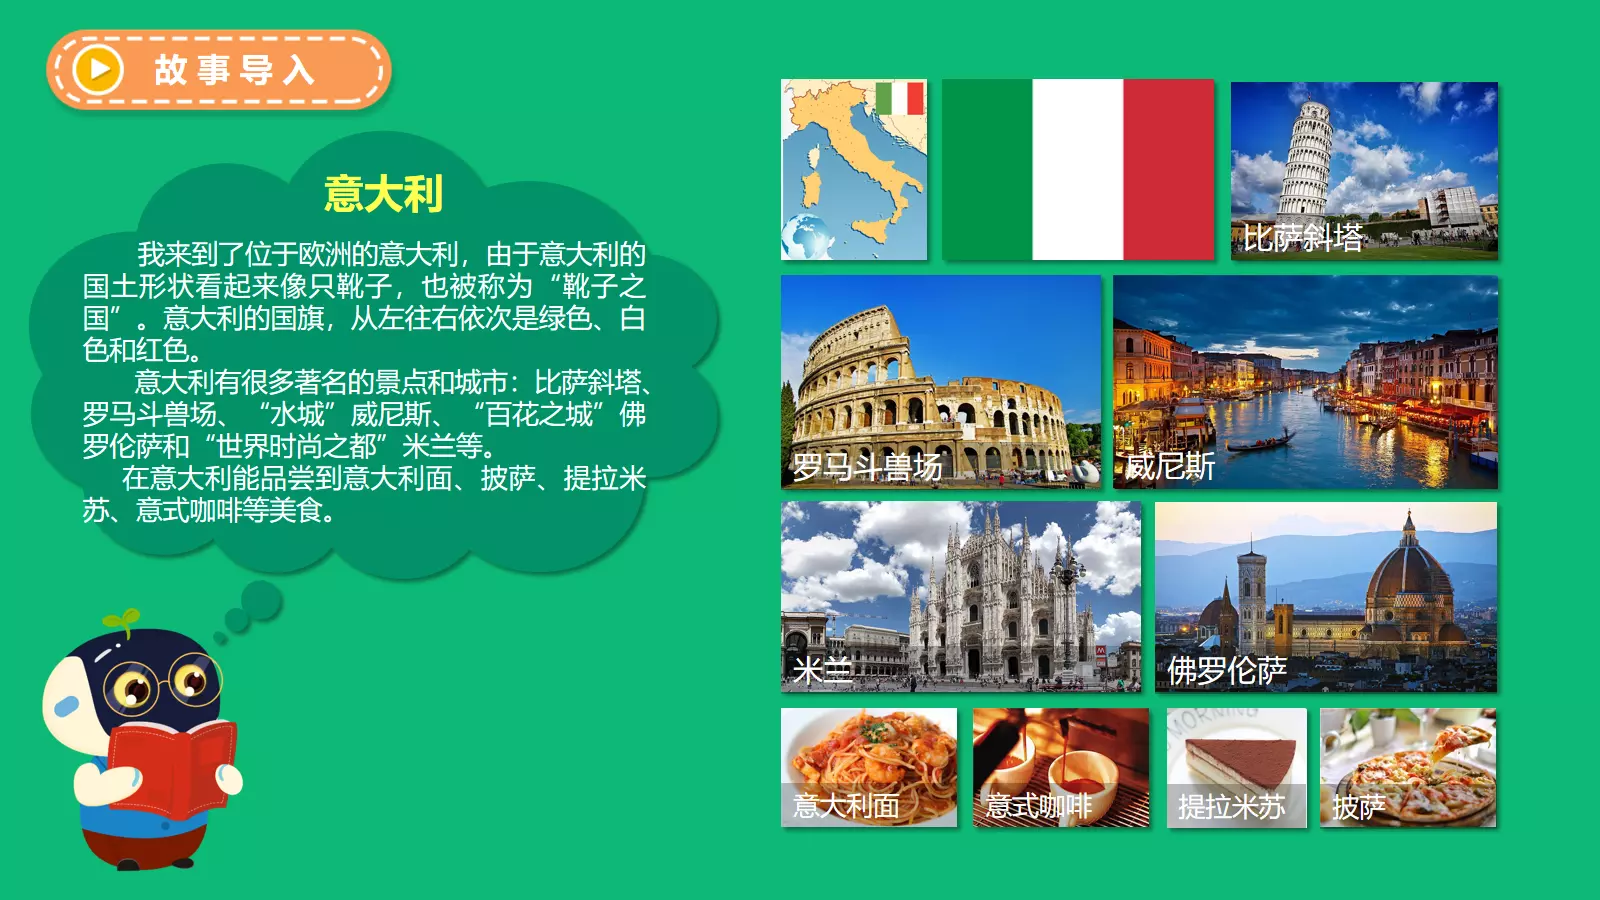 故事导入
意大利
我来到了位于欧洲的意大利，由于意大利的
国土形状看起来像只靴子，也被称为“靴子之
国”。意大利的国旗，从左往右依次是绿色、白
色和红色。
意大利有很多著名的景点和城市：比萨斜塔、
罗马斗兽场、“水城”威尼斯、“百花之城”佛
罗伦萨和“世界时尚之都”米兰等。
在意大利能品尝到意大利面、披萨、提拉米
苏、意式咖啡等美食。
比萨斜塔
罗马斗兽场
威尼斯
米兰
佛罗伦萨
MORNING
意大利面
意式咖啡
提拉米苏
披萨